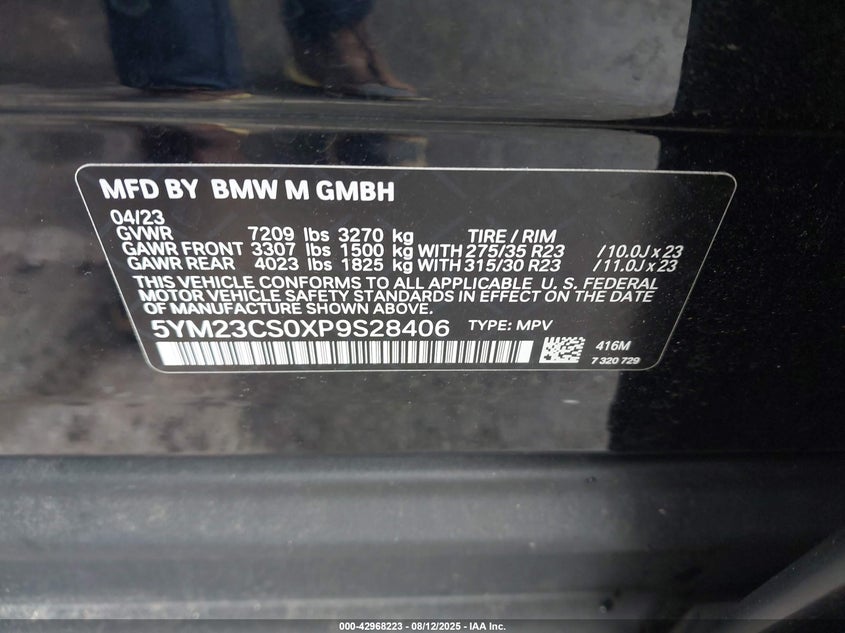 MFD BY BMW M GMBH
04/23
GVWR 7209 lbs 3270 kg TIRE / RIM
GAWR FRONT 3307 lbs 1500 kg WITH 275/35 R23 / 10.0J x 23
GAWR REAR 4023 lbs 1825 kg WITH 315/30 R23 / 11.0J x 23
THIS VEHICLE CONFORMS TO ALL APPLICABLE U. S. FEDERAL
MOTOR VEHICLE SAFETY STANDARDS IN EFFECT ON THE DATE
OF MANUFACTURE SHOWN ABOVE.
5YM23CS0XP9S28406 TYPE: MPV
416M
7 320 729
000-42968223 - 08/12/2025 - IAA Inc.